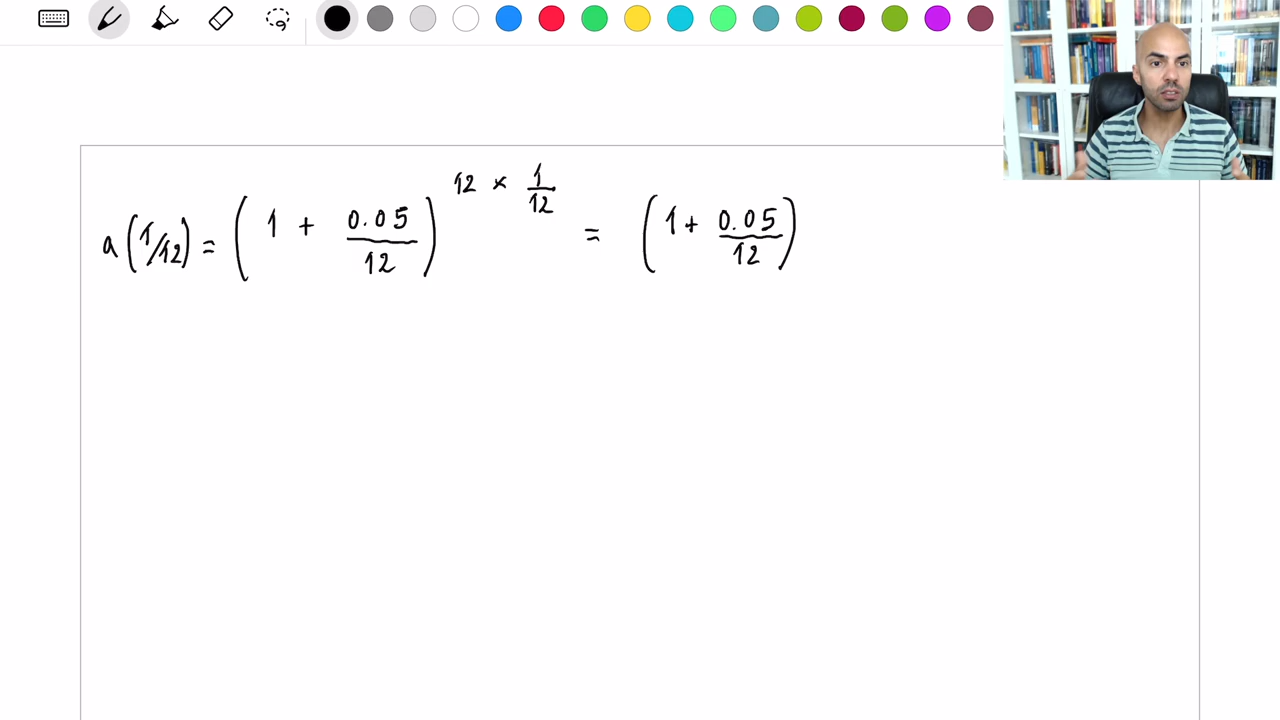 a(1/12) = (1 + 0.05/12)^12 × 1/12 = (1 + 0.05/12)